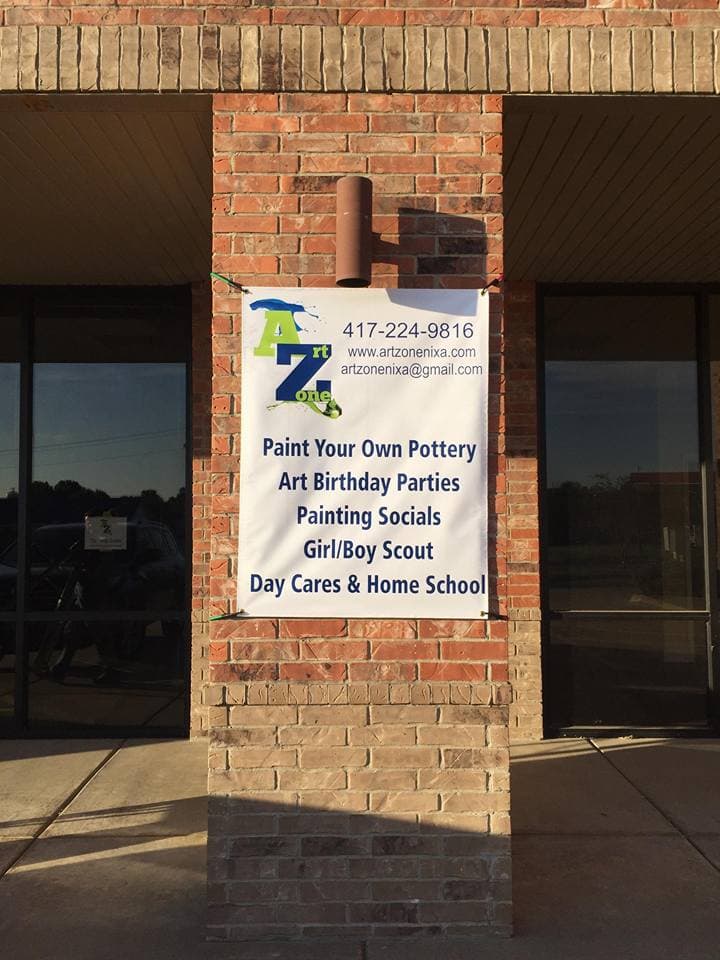 Art
Zone
417-224-9816
www.artzonenixa.com
artzonenixa@gmail.com
Paint Your Own Pottery
Art Birthday Parties
Painting Socials
Girl/Boy Scout
Day Cares & Home School